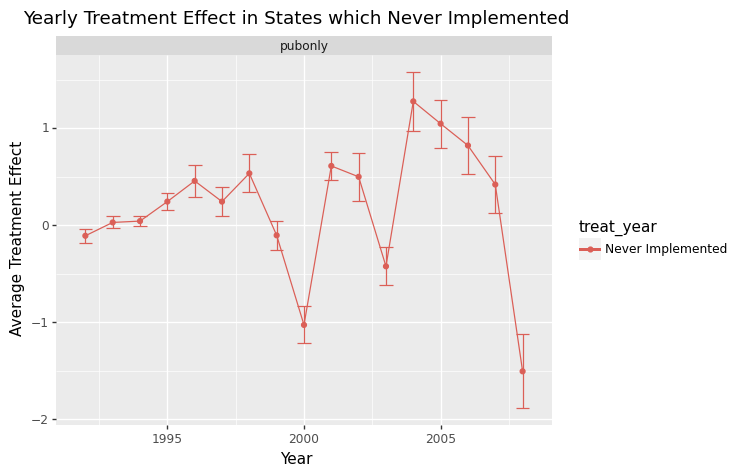 Yearly Treatment Effect in States which Never Implemented
pubonly
1
0
−1
−2
Average Treatment Effect
1995
2000
2005
Year
treat_year
Never Implemented